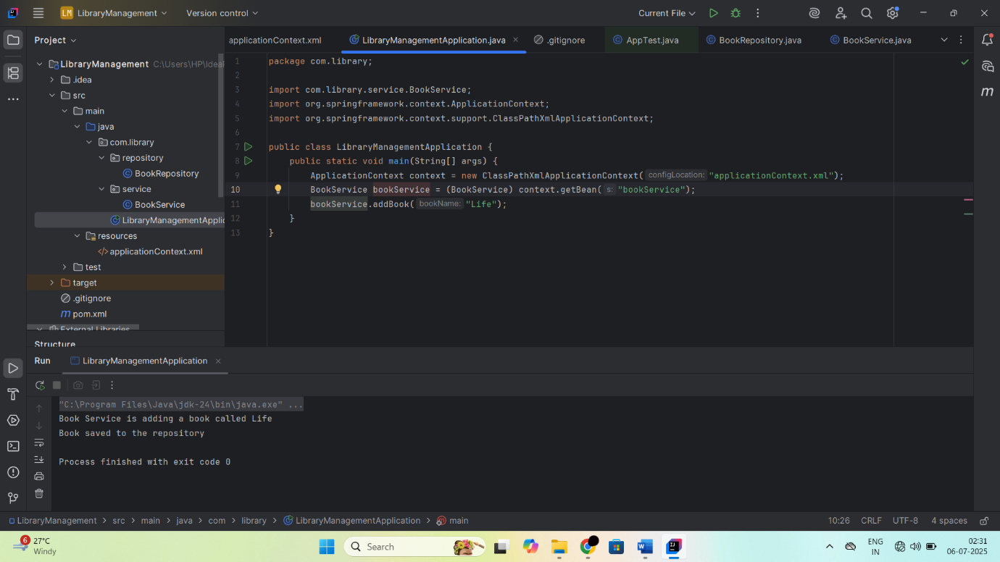 LM LibraryManagement Version control Current File
Project
applicationContext.xml LibraryManagementApplication.java .gitignore AppTest.java BookRepository.java BookService.java
LibraryManagement C:\Users\HP\IdeaP
.idea
src
main
java
com.library
repository
BookRepository
service
BookService
LibraryManagementApplic
resources
applicationContext.xml
test
target
.gitignore
pom.xml
External Libraries
Structure
1 package com.library;
2
3 import com.library.service.BookService;
4 import org.springframework.context.ApplicationContext;
5 import org.springframework.context.support.ClassPathXmlApplicationContext;
6
7 public class LibraryManagementApplication {
8 public static void main(String[] args) {
9 ApplicationContext context = new ClassPathXmlApplicationContext( configLocation: "applicationContext.xml");
10 BookService bookService = (BookService) context.getBean( s: "bookService");
11 bookService.addBook( bookName: "Life");
12 }
13 }
Run LibraryManagementApplication
"C:\Program Files\Java\jdk-24\bin\java.exe" ...
Book Service is adding a book called Life
Book saved to the repository
Process finished with exit code 0
LibraryManagement > src > main > java > com > library > LibraryManagementApplication > main 10:26 CRLF UTF-8 4 spaces
6 27°C
Windy
Search
ENG
IN
02:31
06-07-2025